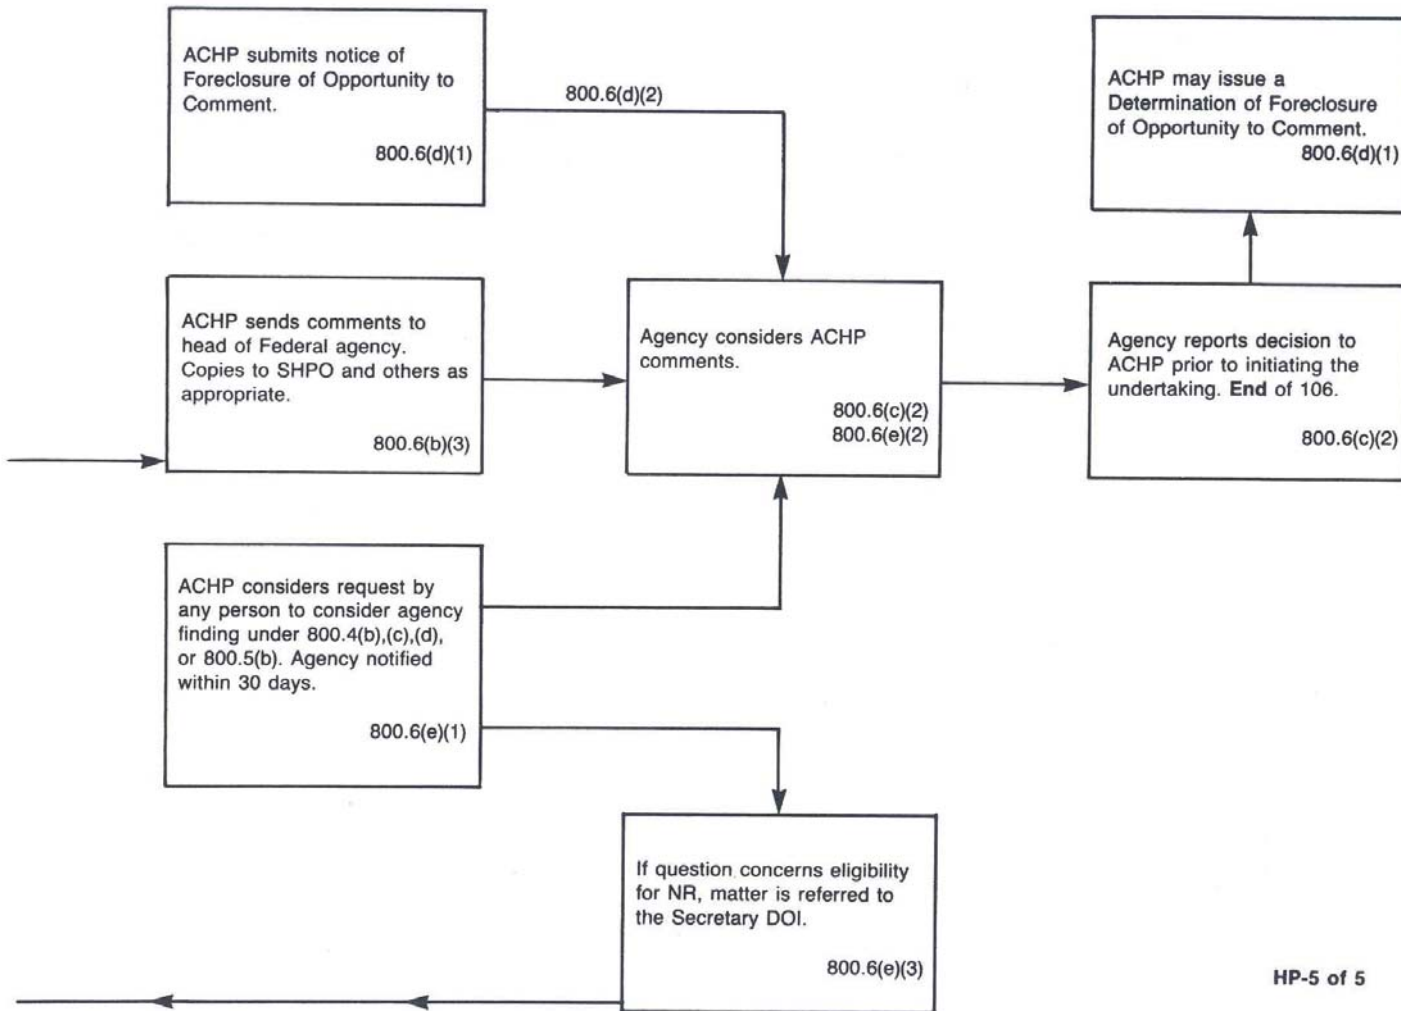 ACHP submits notice of
Foreclosure of Opportunity to
Comment.
800.6(d)(1)
800.6(d)(2)
ACHP may issue a
Determination of Foreclosure
of Opportunity to Comment.
800.6(d)(1)
ACHP sends comments to
head of Federal agency.
Copies to SHPO and others as
appropriate.
800.6(b)(3)
Agency considers ACHP
comments.
800.6(c)(2)
800.6(e)(2)
Agency reports decision to
ACHP prior to initiating the
undertaking. End of 106.
800.6(c)(2)
ACHP considers request by
any person to consider agency
finding under 800.4(b),(c),(d),
or 800.5(b). Agency notified
within 30 days.
800.6(e)(1)
If question concerns eligibility
for NR, matter is referred to
the Secretary DOI.
800.6(e)(3)
HP-5 of 5